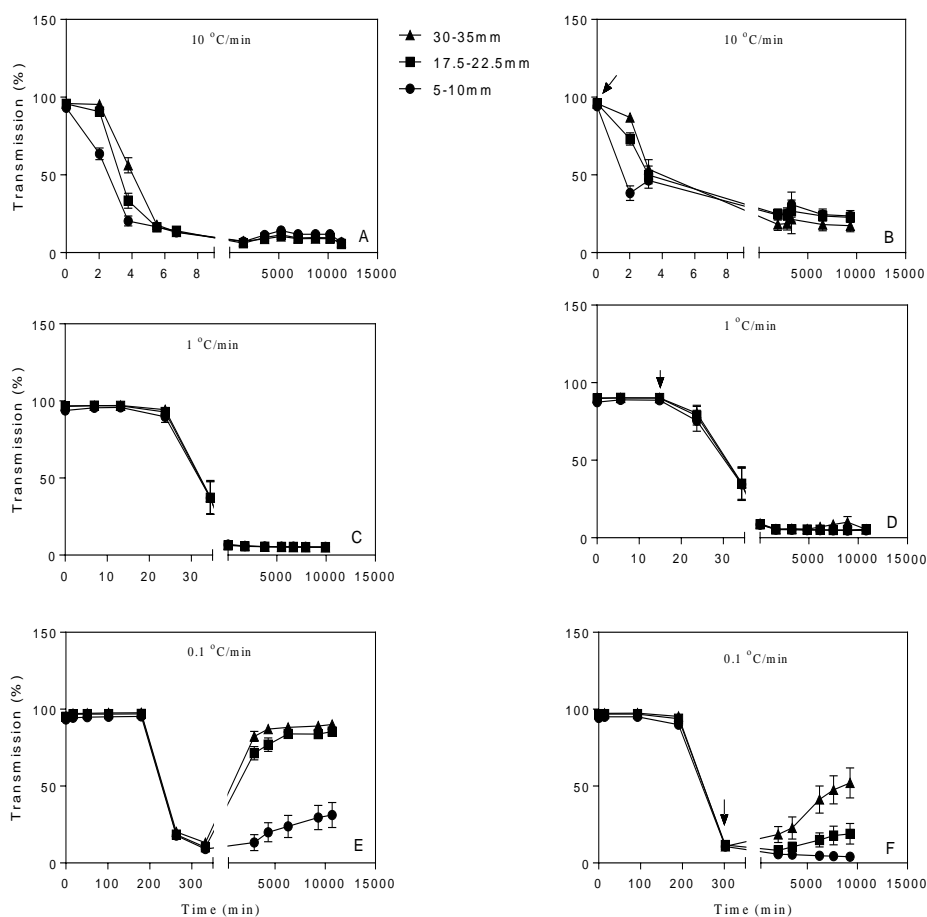 150
100
50
0
Transmission (%)
10 °C/min
A
0 2 4 6 8 5000 10000 15000
30-35mm
17.5-22.5mm
5-10mm
150
100
50
0
Transmission (%)
10 °C/min
B
0 2 4 6 8 5000 10000 15000
150
100
50
0
Transmission (%)
1 °C/min
C
0 10 20 30 5000 10000 15000
150
100
50
0
Transmission (%)
1 °C/min
D
0 10 20 30 5000 10000 15000
150
100
50
0
Transmission (%)
0.1 °C/min
E
0 100 200 300 5000 10000 15000
Time (min)
150
100
50
0
Transmission (%)
0.1 °C/min
F
0 100 200 300 5000 10000 15000
Time (min)